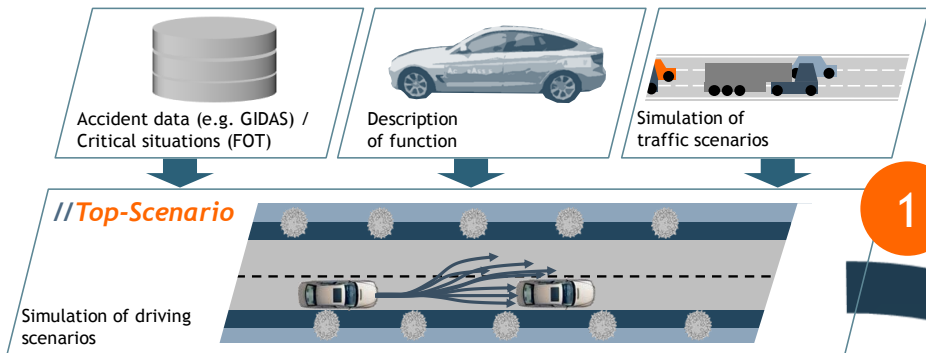 Accident data (e.g. GIDAS) /
Critical situations (FOT)
Description
of function
Simulation of
traffic scenarios
//Top-Scenario
1
Simulation of driving
scenarios